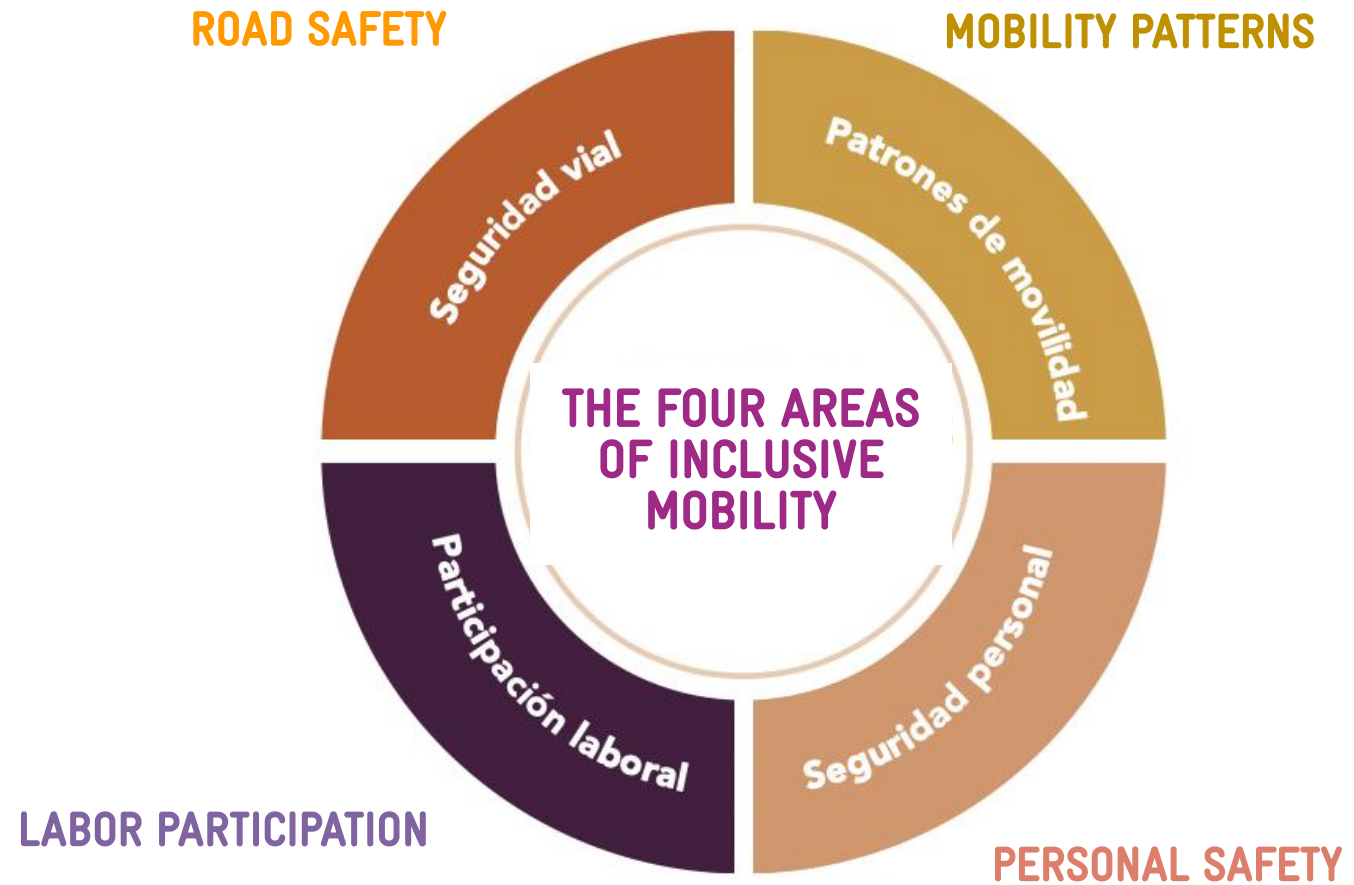 ROAD SAFETY
MOBILITY PATTERNS
Seguridad vial
Patrones de movilidad
THE FOUR AREAS
OF INCLUSIVE
MOBILITY
Participación laboral
Seguridad personal
LABOR PARTICIPATION
PERSONAL SAFETY